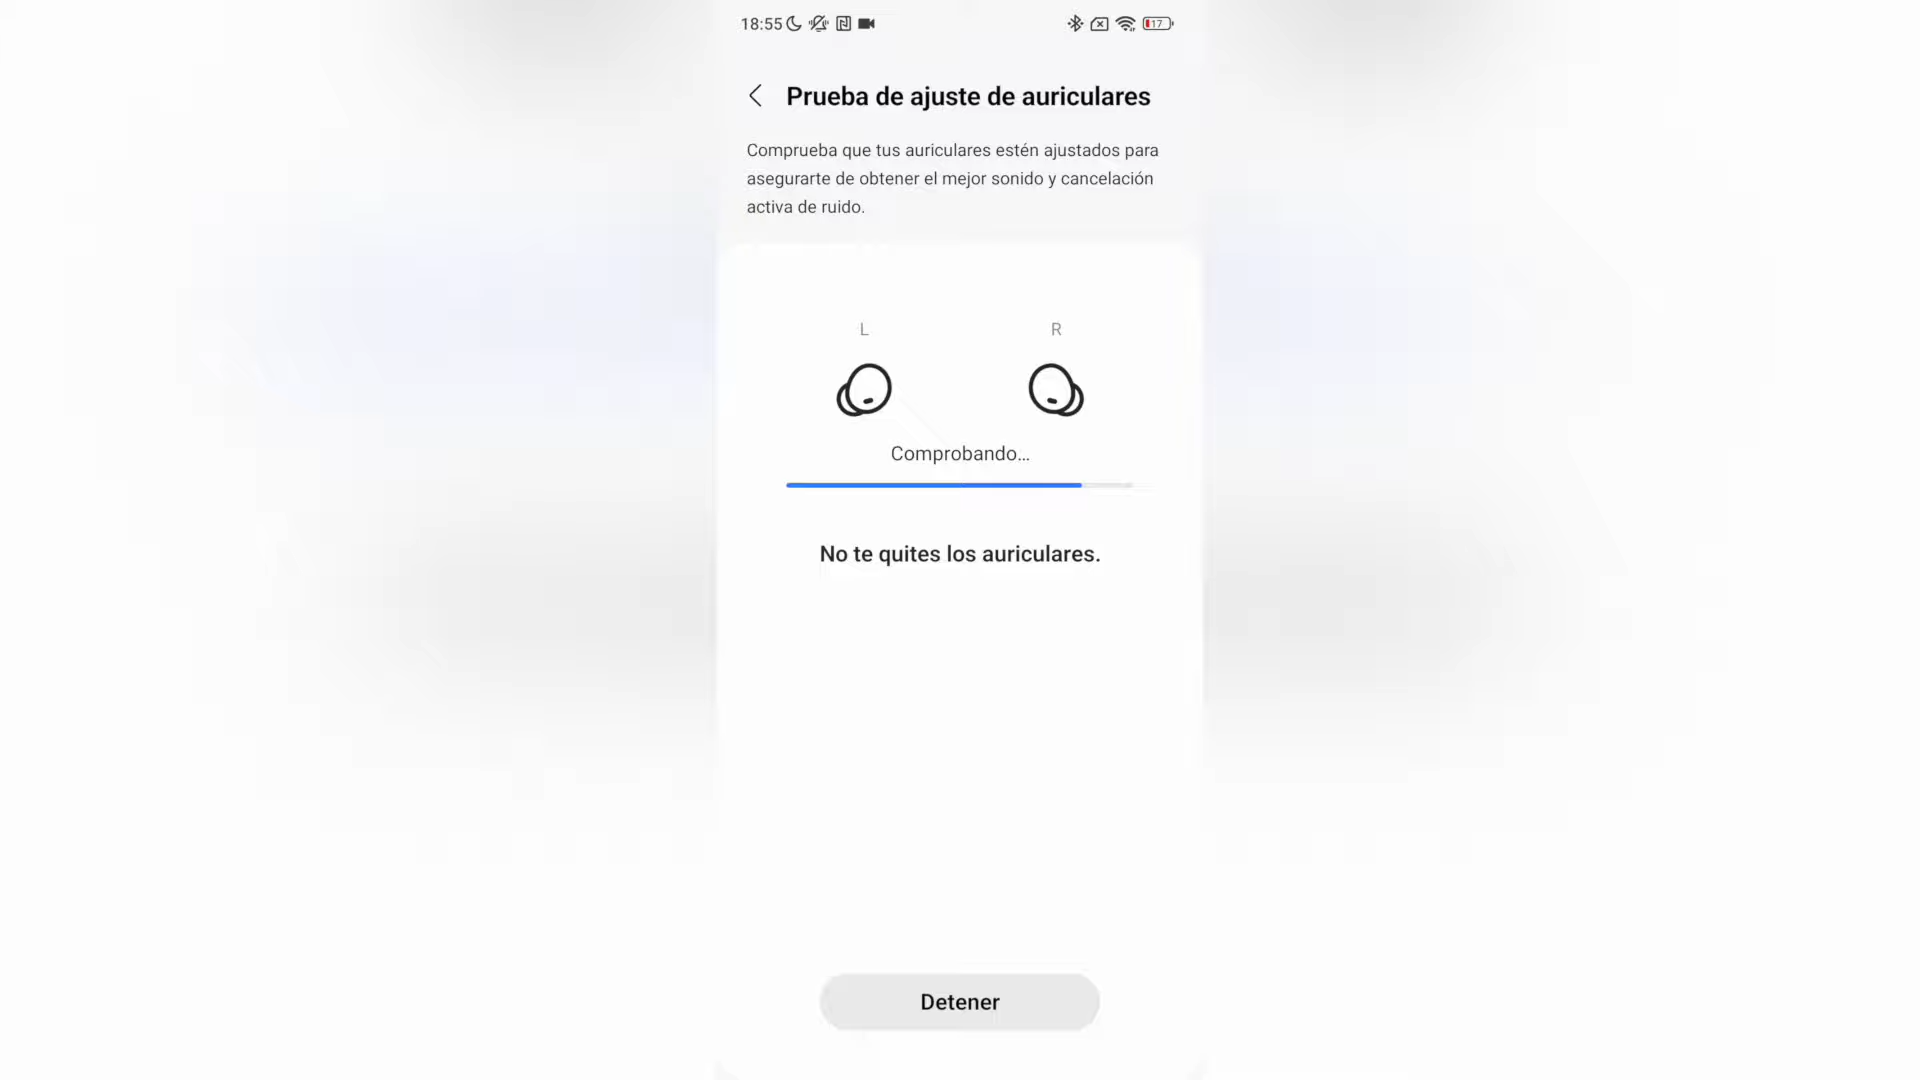 18:55 17
Prueba de ajuste de auriculares
Comprueba que tus auriculares estén ajustados para
asegurarte de obtener el mejor sonido y cancelación
activa de ruido.
L R
Comprobando...
No te quites los auriculares.
Detener